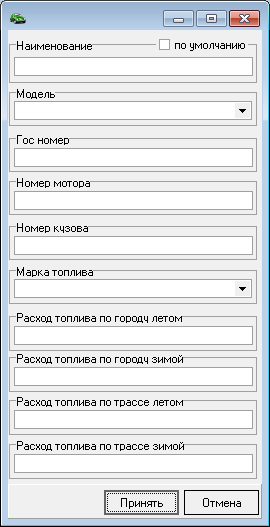 Наименование по умолчанию
Модель
Гос номер
Номер мотора
Номер кузова
Марка топлива
Расход топлива по городу летом
Расход топлива по городу зимой
Расход топлива по трассе летом
Расход топлива по трассе зимой
Принять Отмена